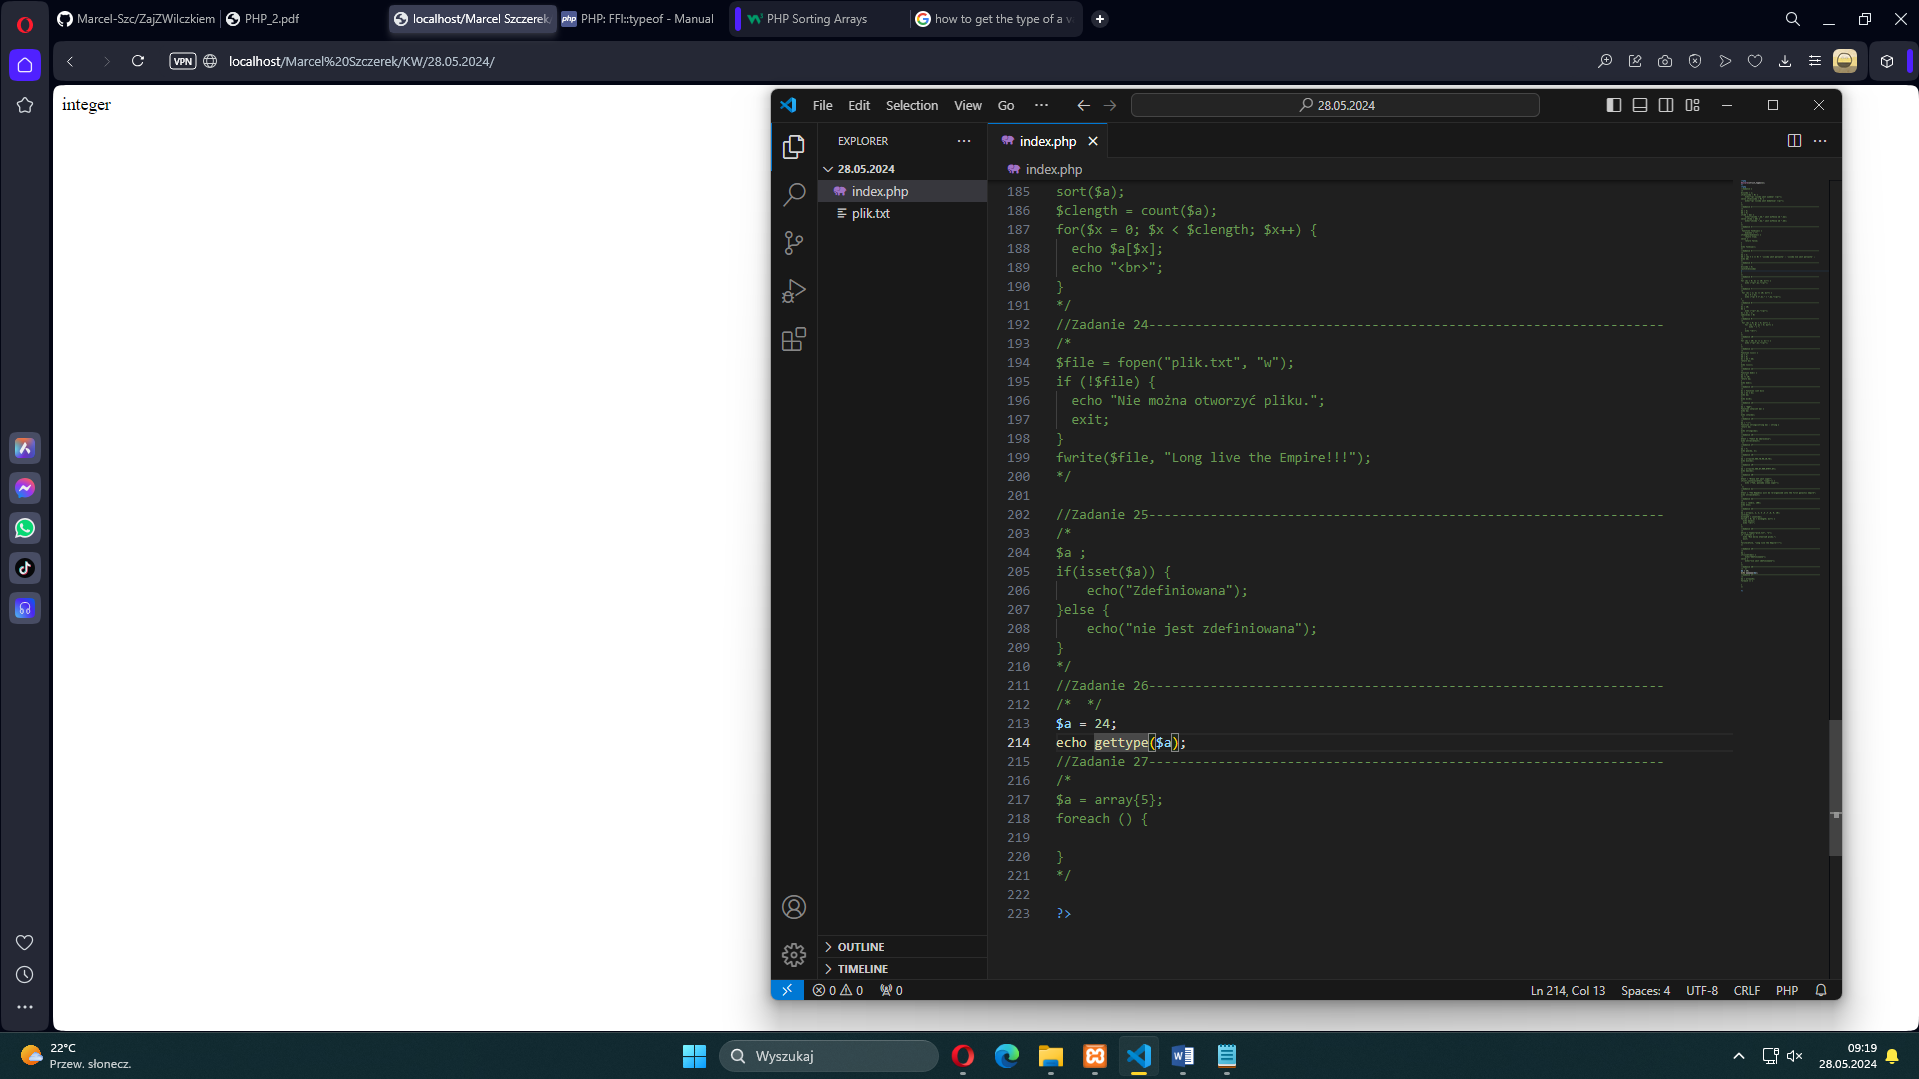 Marcel-Szc/ZajZWilczkiem
PHP_2.pdf
localhost/Marcel Szczerek/
PHP: FFI::typeof - Manual
PHP Sorting Arrays
how to get the type of a v
VPN
localhost/Marcel%20Szczerek/KW/28.05.2024/
integer
File Edit Selection View Go
28.05.2024
EXPLORER
28.05.2024
index.php
plik.txt
index.php
index.php
185 sort($a);
186 $clength = count($a);
187 for($x = 0; $x < $clength; $x++) {
188 echo $a[$x];
189 echo "<br>";
190 }
191 */
192 //Zadanie 24-------------------------------------------------------------------
193 /*
194 $file = fopen("plik.txt", "w");
195 if (!$file) {
196 echo "Nie można otworzyć pliku.";
197 exit;
198 }
199 fwrite($file, "Long live the Empire!!!");
200 */
201
202 //Zadanie 25-------------------------------------------------------------------
203 /*
204 $a ;
205 if(isset($a)) {
206 echo("Zdefiniowana");
207 }else {
208 echo("nie jest zdefiniowana");
209 }
210 */
211 //Zadanie 26-------------------------------------------------------------------
212 /*  */
213 $a = 24;
214 echo gettype($a);
215 //Zadanie 27-------------------------------------------------------------------
216 /*
217 $a = array{5};
218 foreach () {
219
220 }
221 */
222
223 ?>
OUTLINE
TIMELINE
0 0 0
Ln 214, Col 13 Spaces: 4 UTF-8 CRLF PHP
22°C
Przew. słonecz.
Wyszukaj
09:19
28.05.2024